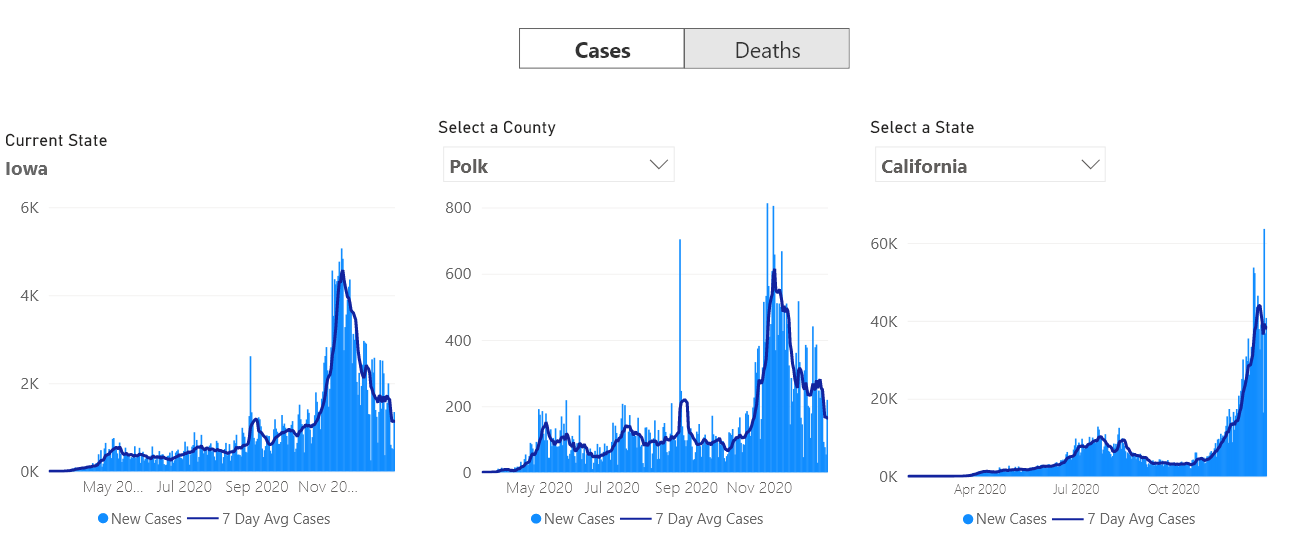 Cases Deaths
Current State
Iowa
6K
4K
2K
0K
May 20... Jul 2020 Sep 2020 Nov 20...
New Cases 7 Day Avg Cases
Select a County
Polk
800
600
400
200
0
May 2020 Jul 2020 Sep 2020 Nov 2020
New Cases 7 Day Avg Cases
Select a State
California
60K
40K
20K
0K
Apr 2020 Jul 2020 Oct 2020
New Cases 7 Day Avg Cases